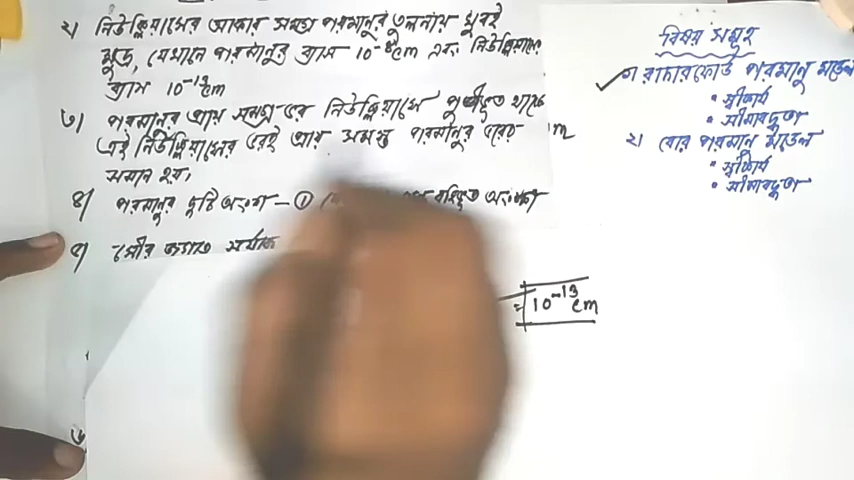 ২। নিউক্লিয়াসের আকার সমগ্র পরমানুর তুলনায় খুবই
ক্ষুদ্র, যেমানে পরমানুর ব্যাস 10⁻⁸cm এবং নিউক্লিয়াসের
ব্যাস 10⁻¹³cm
৩) পরমানুর প্রায় সমগ্র ভর নিউক্লিয়াসে পুঞ্জীভূত থাকে
এই নিউক্লিয়াসের ভরই প্রায় সমস্ত পরমানুর ভরের
সমান হয়।
৪) পরমানুর দুটি অংশ – ①
৫) সৌর জগতে
= 10⁻¹³cm
বিষয় সমূহ
১। রাদারফোর্ড পরমানু মডেল
• স্বীকার্য
• সীমাবদ্ধতা
২। বোর পরমানু মডেল
• স্বীকার্য
• সীমাবদ্ধতা